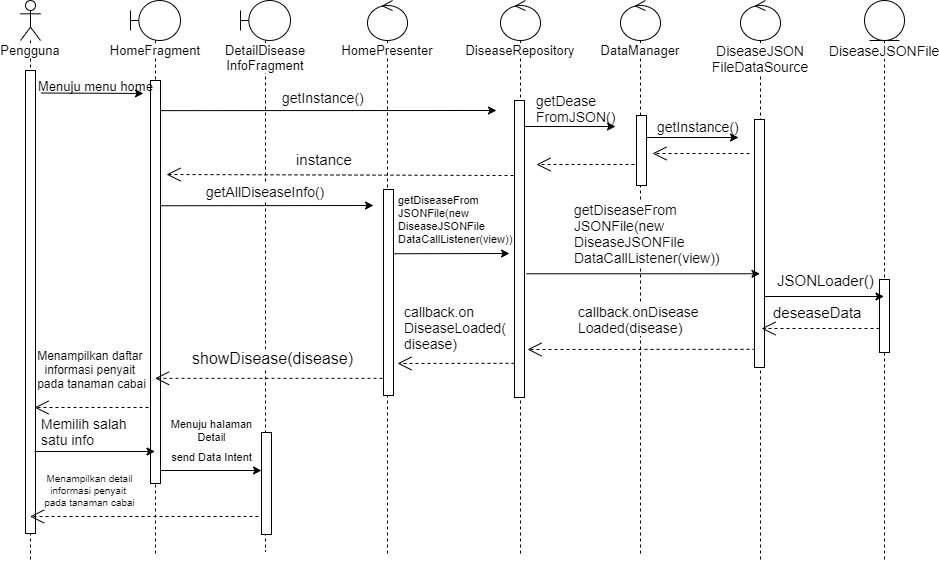 Pengguna
HomeFragment
DetailDisease
InfoFragment
HomePresenter
DiseaseRepository
DataManager
DiseaseJSON
FileDataSource
DiseaseJSONFile
Menuju menu home
getInstance()
getDease
FromJSON()
getInstance()
instance
getAllDiseaseInfo()
getDiseaseFrom
JSONFile(new
DiseaseJSONFile
DataCallListener(view))
getDiseaseFrom
JSONFile(new
DiseaseJSONFile
DataCallListener(view))
JSONLoader()
deseaseData
callback.onDisease
Loaded(disease)
callback.on
DiseaseLoaded(
disease)
showDisease(disease)
Menampilkan daftar
informasi penyait
pada tanaman cabai
Memilih salah
satu info
Menuju halaman
Detail
send Data Intent
Menampilkan detail
informasi penyait
pada tanaman cabai